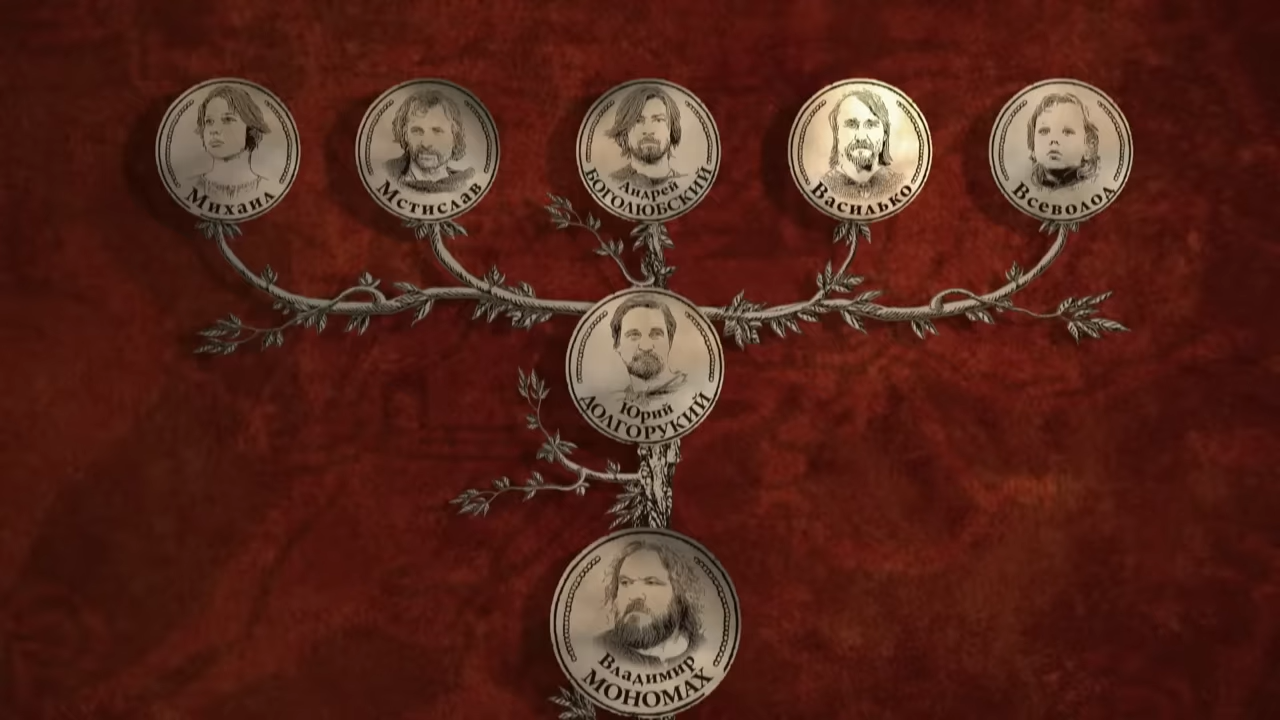 Михаил
Мстислав
Андрей
БОГОЛЮБСКИЙ
Василько
Всеволод
Юрий
ДОЛГОРУКИЙ
Владимир
МОНОМАХ